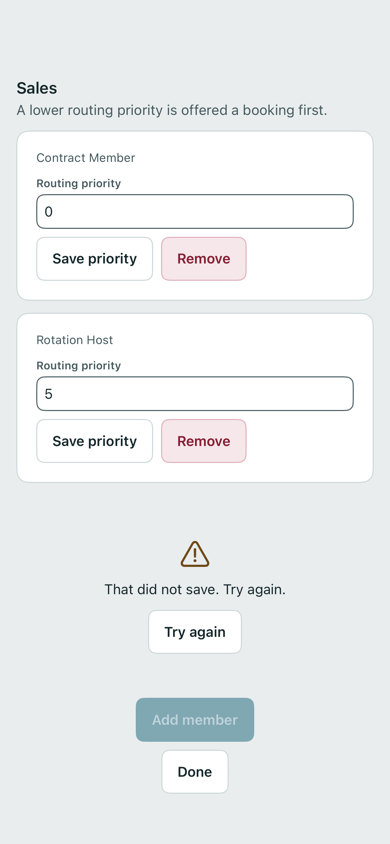 Sales
A lower routing priority is offered a booking first.
Contract Member
Routing priority
0
Save priority
Remove
Rotation Host
Routing priority
5
Save priority
Remove
That did not save. Try again.
Try again
Add member
Done